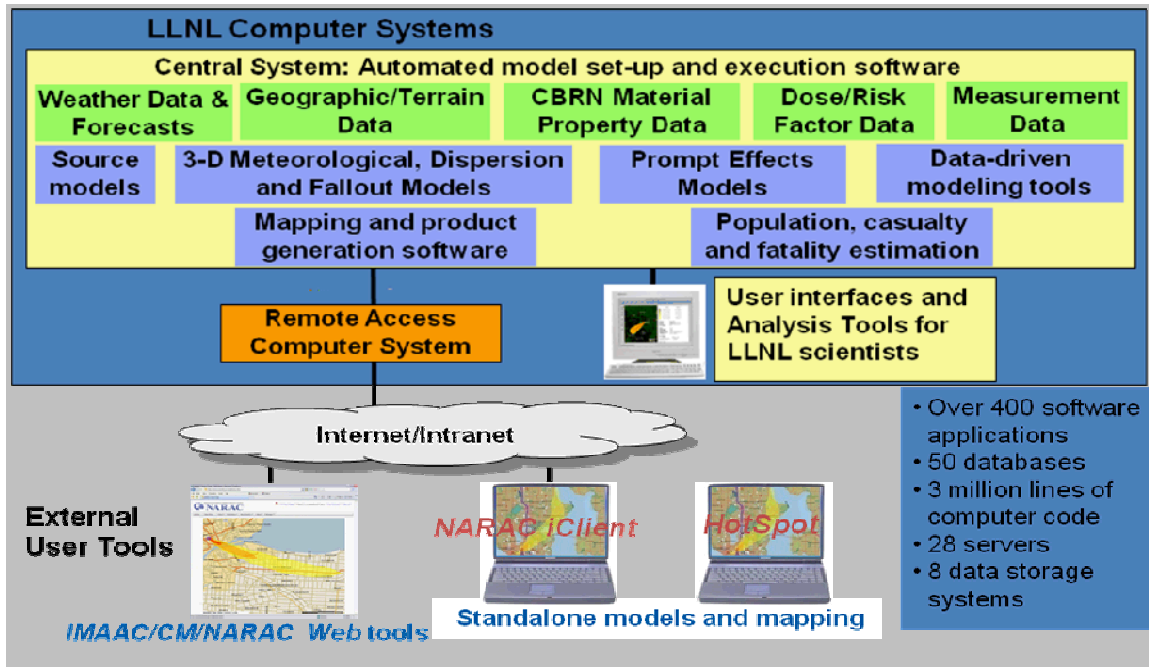 LLNL Computer Systems
Central System: Automated model set-up and execution software
Weather Data &
Forecasts
Geographic/Terrain
Data
CBRN Material
Property Data
Dose/Risk
Factor Data
Measurement
Data
Source
models
3-D Meteorological, Dispersion
and Fallout Models
Prompt Effects
Models
Data-driven
modeling tools
Mapping and product
generation software
Population, casualty
and fatality estimation
Remote Access
Computer System
User interfaces and
Analysis Tools for
LLNL scientists
Internet/Intranet
• Over 400 software
applications
• 50 databases
• 3 million lines of
computer code
• 28 servers
• 8 data storage
systems
External
User Tools
NARAC
NARAC iClient
HotSpot
IMAAC/CM/NARAC Web tools
Standalone models and mapping